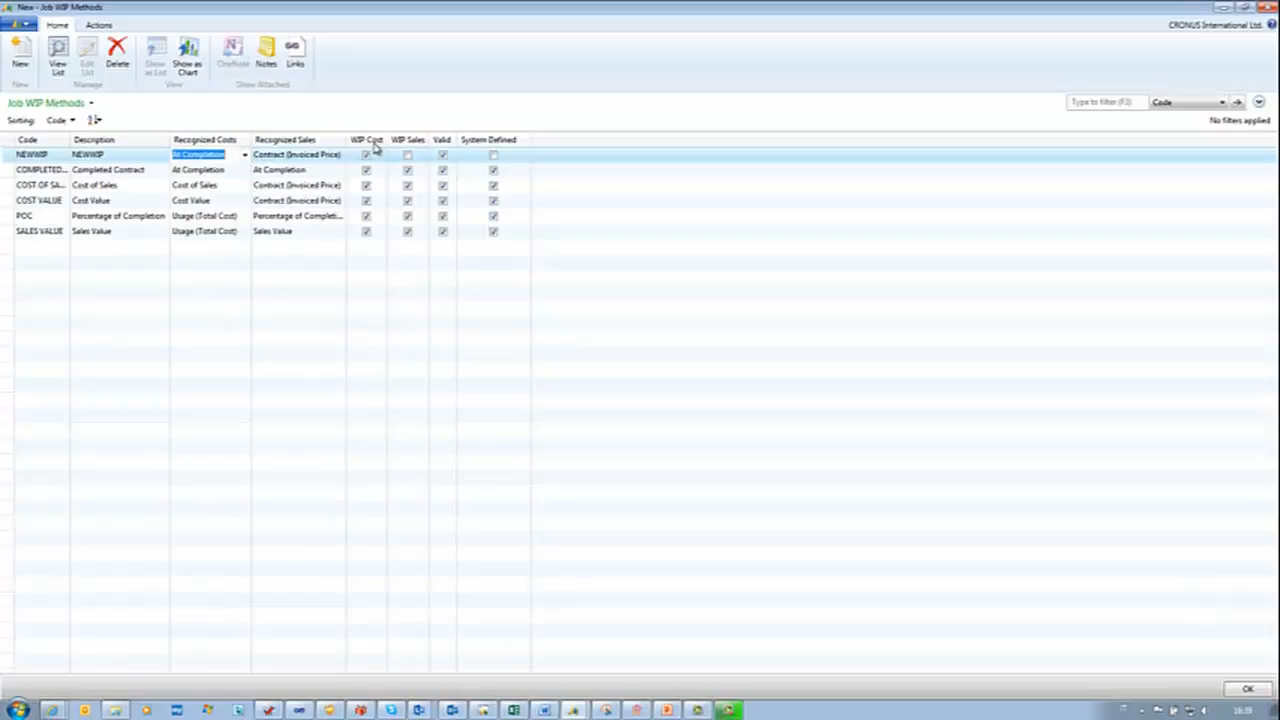 New - Job WIP Methods
Home Actions
CRONUS International Ltd.
New View List Edit List Delete Show as List Show as Chart OneNote Notes Links
New Manage View Show Attached
Job WIP Methods
Type to filter (F3) Code
Sorting: Code
No filters applied
Code Description Recognized Costs Recognized Sales WIP Cost WIP Sales Valid System Defined
NEWWIP NEWWIP At Completion Contract (Invoiced Price)
COMPLETED... Completed Contract At Completion At Completion
COST OF SA... Cost of Sales Cost of Sales Contract (Invoiced Price)
COST VALUE Cost Value Cost Value Contract (Invoiced Price)
POC Percentage of Completion Usage (Total Cost) Percentage of Completi...
SALES VALUE Sales Value Usage (Total Cost) Sales Value
OK
IT 16:39